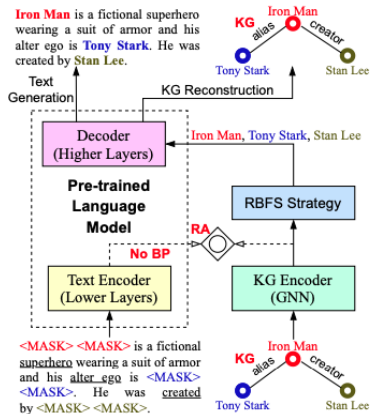 Iron Man is a fictional superhero
wearing a suit of armor and his
alter ego is Tony Stark. He was
created by Stan Lee.
KG
Iron Man
alias
creator
Tony Stark
Stan Lee
Text
Generation
KG Reconstruction
Decoder
(Higher Layers)
Iron Man, Tony Stark, Stan Lee
Pre-trained
Language
Model
RBFS Strategy
RA
No BP
Text Encoder
(Lower Layers)
KG Encoder
(GNN)
<MASK> <MASK> is a fictional
superhero wearing a suit of armor
and his alter ego is <MASK>
<MASK>. He was created
by <MASK> <MASK>.
KG
Iron Man
alias
creator
Tony Stark
Stan Lee